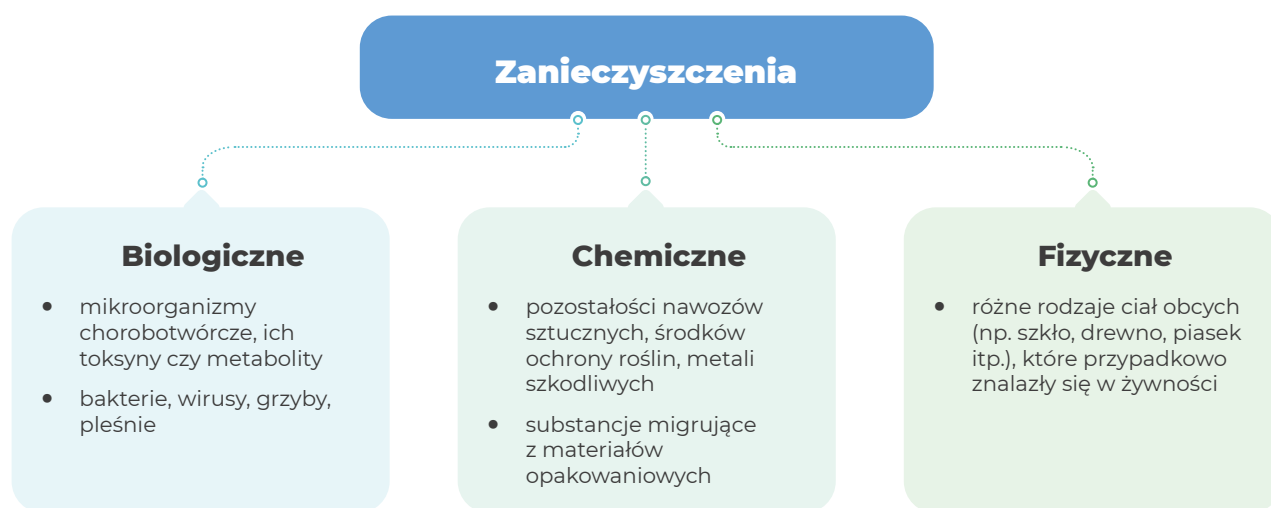 Zanieczyszczenia
Biologiczne
• mikroorganizmy
chorobotwórcze, ich
toksyny czy metabolity
• bakterie, wirusy, grzyby,
pleśnie
Chemiczne
• pozostałości nawozów
sztucznych, środków
ochrony roślin, metali
szkodliwych
• substancje migrujące
z materiałów
opakowaniowych
Fizyczne
• różne rodzaje ciał obcych
(np. szkło, drewno, piasek
itp.), które przypadkowo
znalazły się w żywności